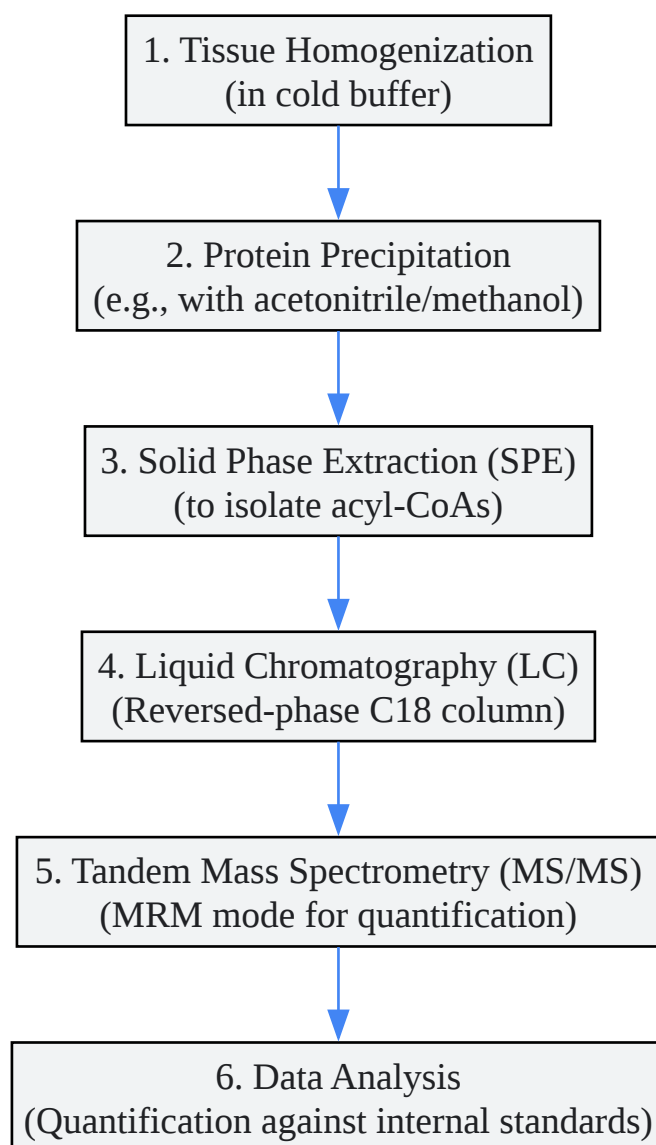 1. Tissue Homogenization
(in cold buffer)
2. Protein Precipitation
(e.g., with acetonitrile/methanol)
3. Solid Phase Extraction (SPE)
(to isolate acyl-CoAs)
4. Liquid Chromatography (LC)
(Reversed-phase C18 column)
5. Tandem Mass Spectrometry (MS/MS)
(MRM mode for quantification)
6. Data Analysis
(Quantification against internal standards)